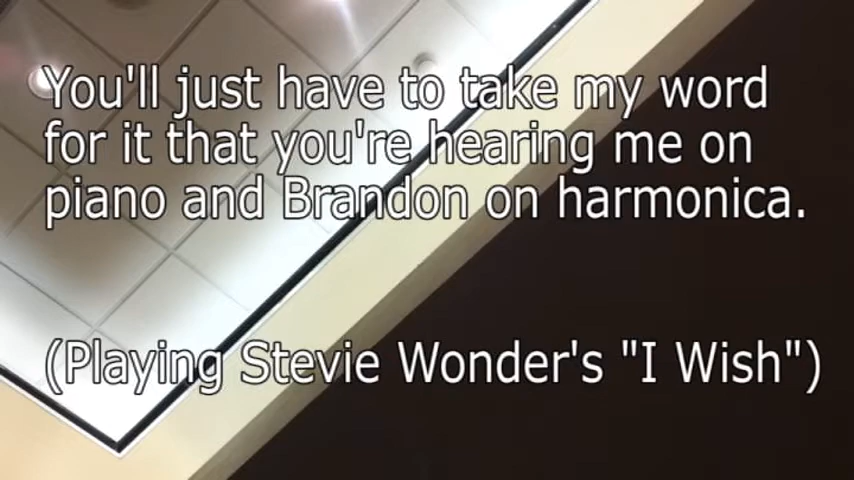 You'll just have to take my word
for it that you're hearing me on
piano and Brandon on harmonica.
(Playing Stevie Wonder's "I Wish")